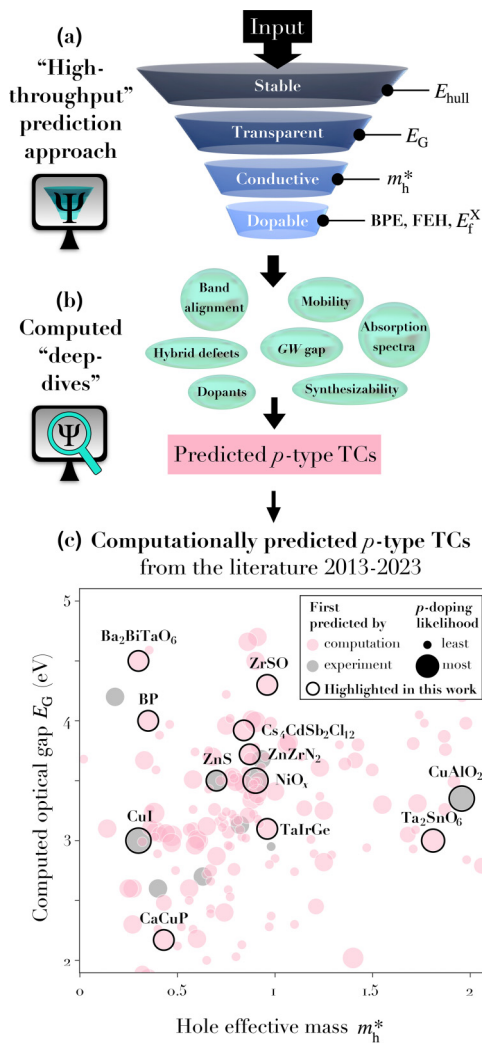 (a)
Input
“High-
throughput”
prediction
approach
Stable
E_hull
Transparent
E_G
Conductive
m_h^*
Dopable
BPE, FEH, E_f^X
Ψ
(b)
Computed
“deep-
dives”
Ψ
Band
alignment
Mobility
Absorption
spectra
Hybrid defects
GW gap
Dopants
Synthesizability
Predicted p-type TCs
(c) Computationally predicted p-type TCs
from the literature 2013-2023
Computed optical gap E_G (eV)
5
4
3
2
First
predicted by
computation
experiment
p-doping
likelihood
least
most
Highlighted in this work
Ba₂BiTaO₆
ZrSO
BP
Cs₄CdSb₂Cl₁₂
ZnZrN₂
ZnS
NiOₓ
CuAlO₂
CuI
TaIrGe
Ta₂SnO₆
CaCuP
0
0.5
1
1.5
2
Hole effective mass m_h^*